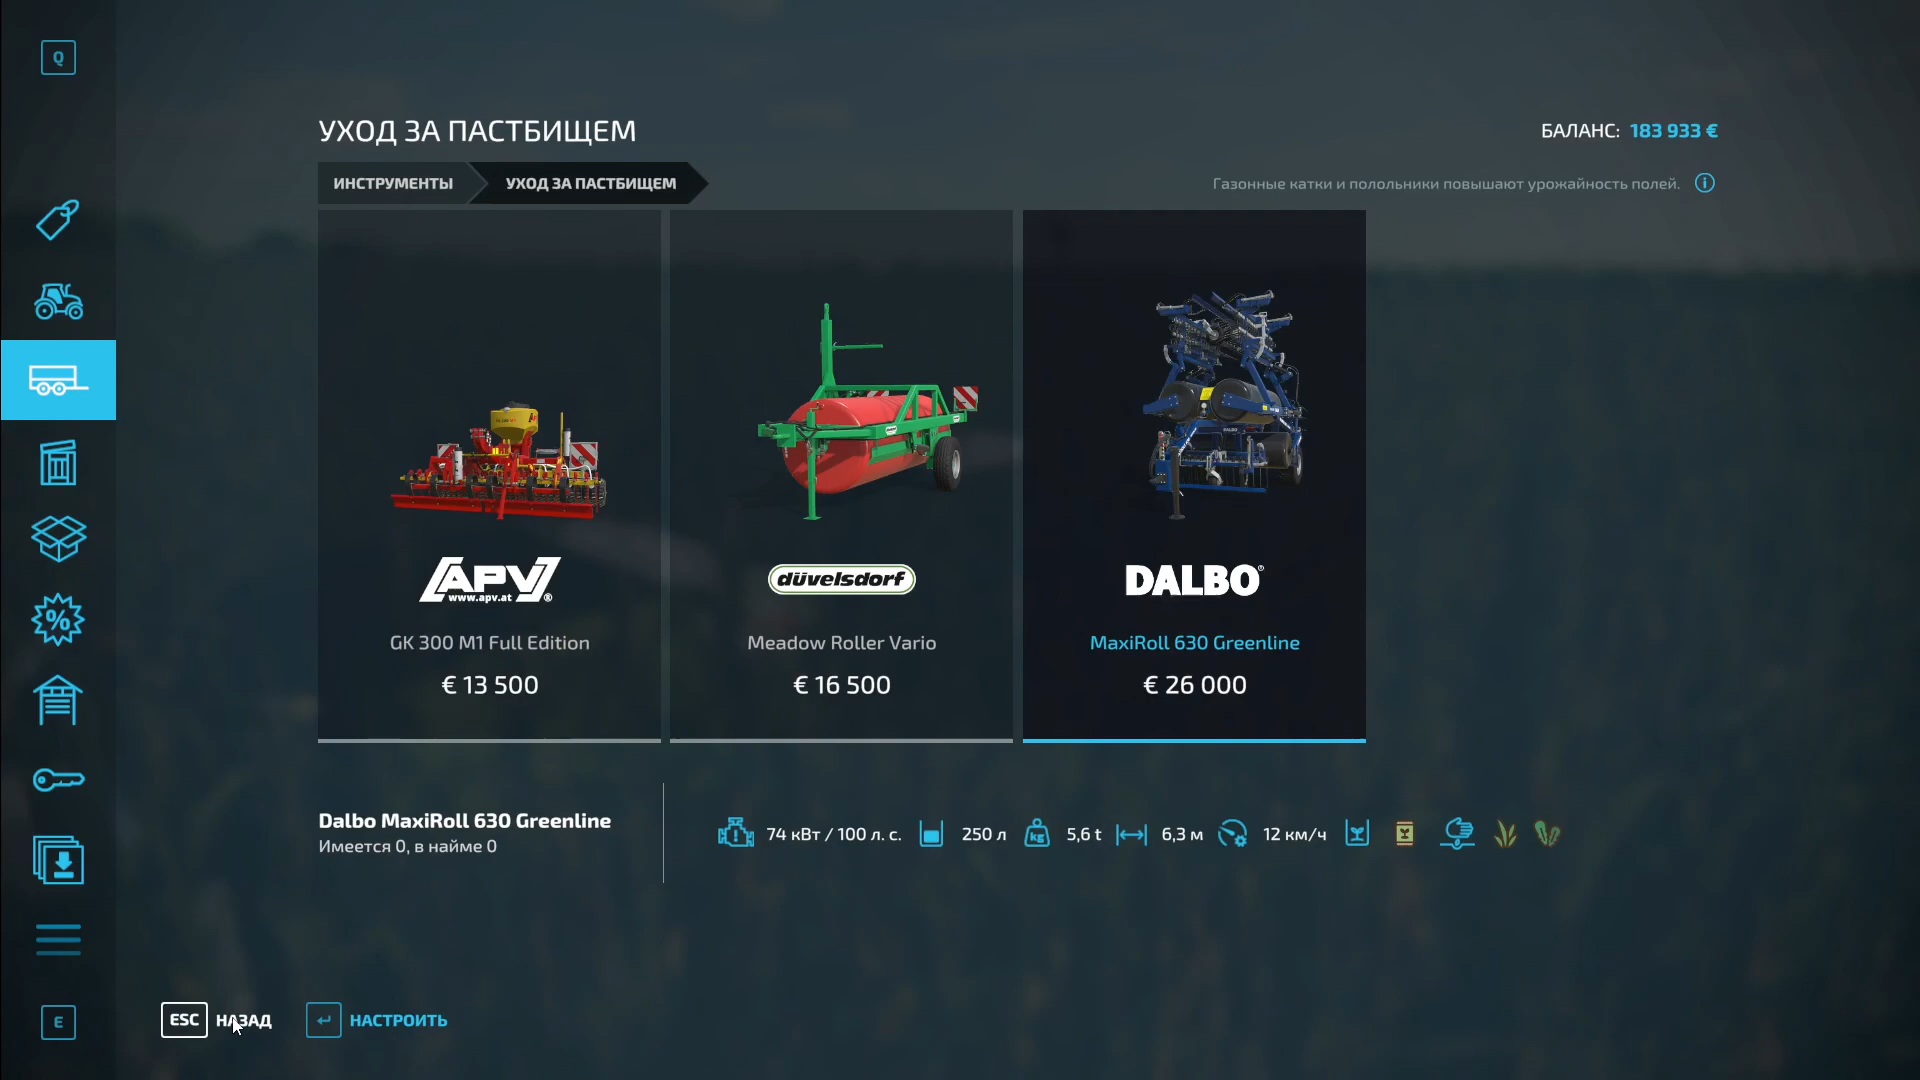 Q
УХОД ЗА ПАСТБИЩЕМ
БАЛАНС: 183 933 €
ИНСТРУМЕНТЫ
УХОД ЗА ПАСТБИЩЕМ
Газонные катки и полольники повышают урожайность полей.
APV
www.apv.at ®
düvelsdorf
DALBO®
GK 300 M1 Full Edition
Meadow Roller Vario
MaxiRoll 630 Greenline
€ 13 500
€ 16 500
€ 26 000
Dalbo MaxiRoll 630 Greenline
Имеется 0, в найме 0
74 кВт / 100 л. с.
250 л
kg
5,6 t
6,3 м
12 км/ч
E
ESC НАЗАД
НАСТРОИТЬ